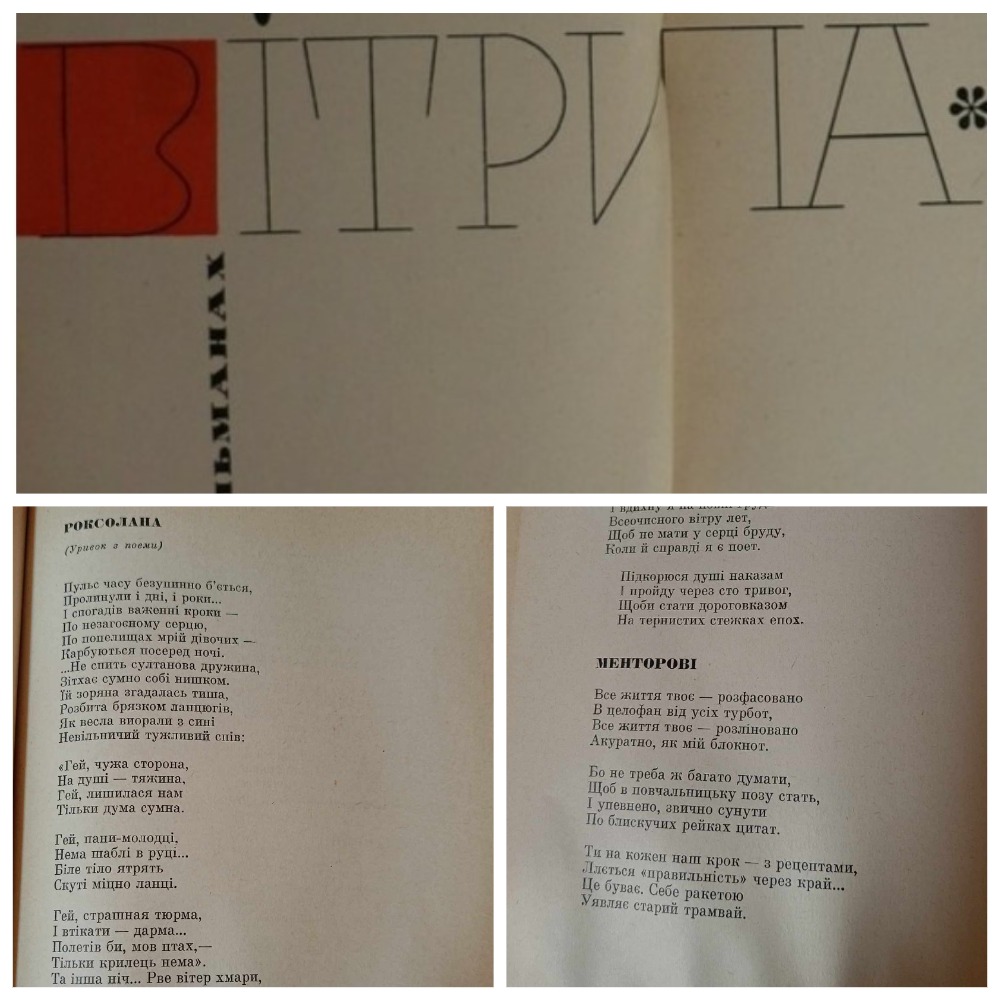 ВІТРИЛА*
ЬМАНАХ
РОКСОЛАНА
(Уривок з поеми)
Пульс часу безупинно б'ється,
Пролинули і дні, і роки...
І спогадів важенні кроки —
По незагоєному серцю,
По попелищах мрій дівочих —
Карбуються посеред ночі.
...Не спить султанова дружина,
Зітхає сумно собі нишком.
Їй зоряна згадалась тиша,
Розбита брязком ланцюгів,
Як весла виорали з сині
Невільничий тужливий спів:
«Гей, чужа сторона,
На душі — тяжина,
Гей, лишилася нам
Тільки дума сумна.
Гей, пани-молодці,
Нема шаблі в руці...
Біле тіло ятрять
Скуті міцно ланці.
Гей, страшная тюрма,
І втікати — дарма...
Полетів би, мов птах,—
Тільки крилець нема».
Та інша ніч... Рве вітер хмари,
І вдихну я на повні груди
Всеочисного вітру лет,
Щоб не мати у серці бруду,
Коли й справді я є поет.
Підкорюся душі наказам
І пройду через сто тривог,
Щоби стати дороговказом
На тернистих стежках епох.
МЕНТОРОВІ
Все життя твоє — розфасовано
В целофан від усіх турбот,
Все життя твоє — розліновано
Акуратно, як мій блокнот.
Бо не треба ж багато думати,
Щоб в повчальницьку позу стать,
І упевнено, звично сунути
По блискучих рейках цитат.
Ти на кожен наш крок — з рецептами,
Ллється «правильність» через край...
Це буває. Себе ракетою
Уявляє старий трамвай.